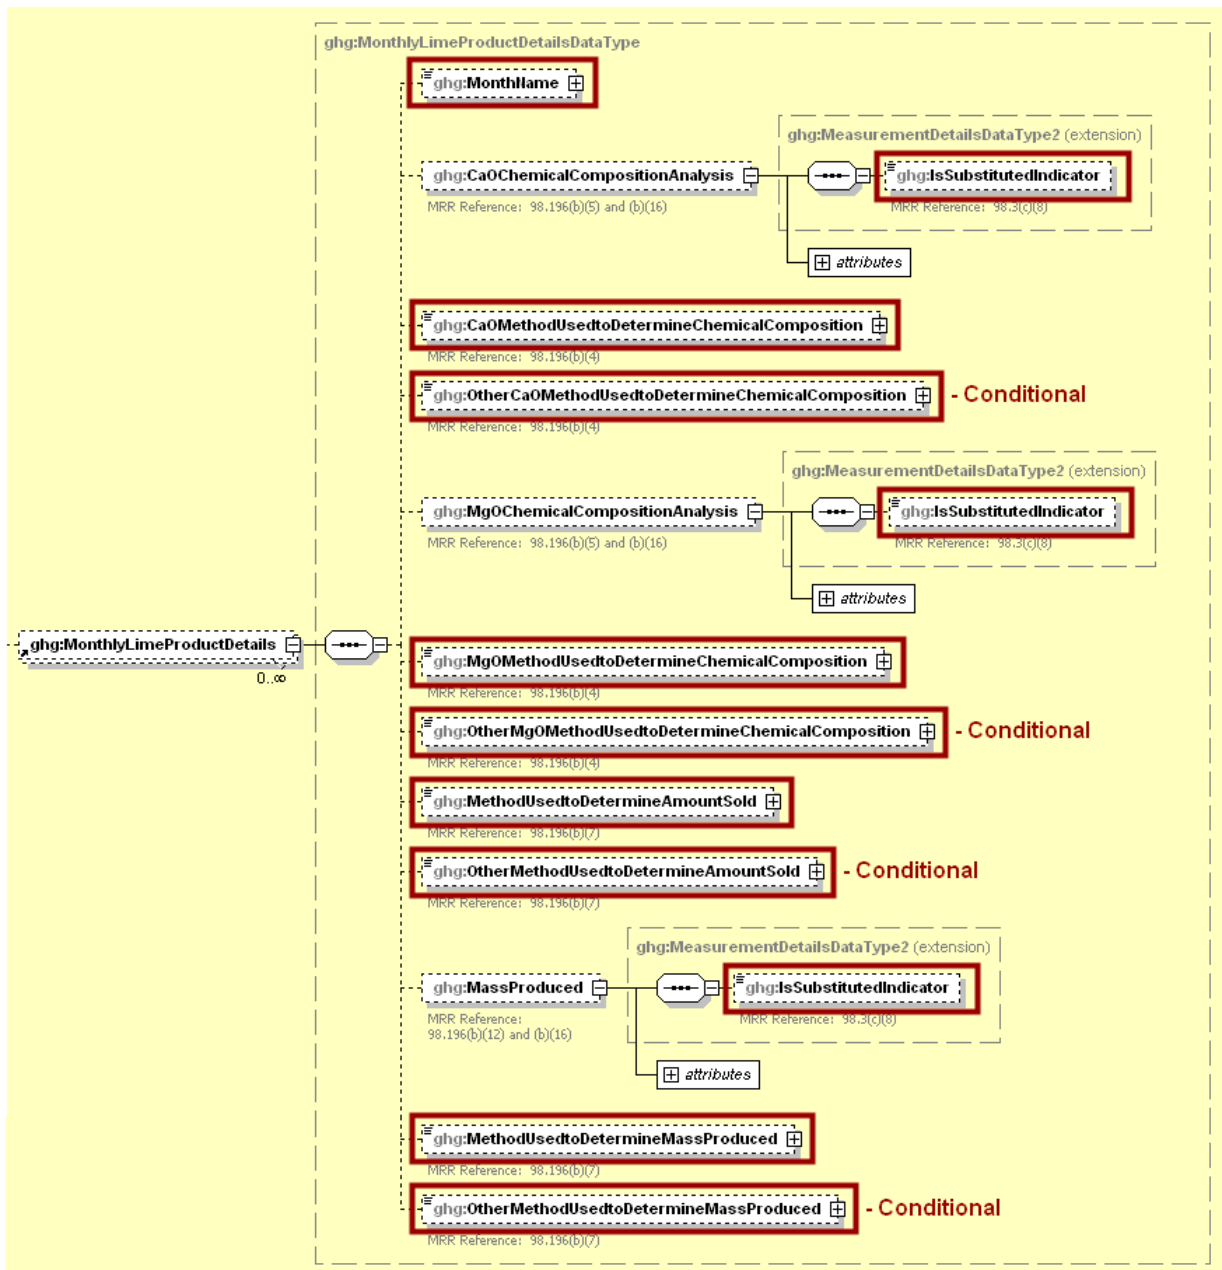 ghg:MonthlyLimeProductDetailsDataType
ghg:MonthName
ghg:MeasurementDetailsDataType2 (extension)
ghg:CaOChemicalCompositionAnalysis
ghg:IsSubstitutedIndicator
MRR Reference: 98.196(b)(5) and (b)(16)
MRR Reference: 98.3(c)(8)
attributes
ghg:CaOMethodUsedtoDetermineChemicalComposition
MRR Reference: 98.196(b)(4)
ghg:OtherCaOMethodUsedtoDetermineChemicalComposition
- Conditional
MRR Reference: 98.196(b)(4)
ghg:MeasurementDetailsDataType2 (extension)
ghg:MgOChemicalCompositionAnalysis
ghg:IsSubstitutedIndicator
MRR Reference: 98.196(b)(5) and (b)(16)
MRR Reference: 98.3(c)(8)
attributes
ghg:MonthlyLimeProductDetails
0..∞
ghg:MgOMethodUsedtoDetermineChemicalComposition
MRR Reference: 98.196(b)(4)
ghg:OtherMgOMethodUsedtoDetermineChemicalComposition
- Conditional
MRR Reference: 98.196(b)(4)
ghg:MethodUsedtoDetermineAmountSold
MRR Reference: 98.196(b)(7)
ghg:OtherMethodUsedtoDetermineAmountSold
- Conditional
MRR Reference: 98.196(b)(7)
ghg:MeasurementDetailsDataType2 (extension)
ghg:MassProduced
ghg:IsSubstitutedIndicator
MRR Reference:
98.196(b)(12) and (b)(16)
MRR Reference: 98.3(c)(8)
attributes
ghg:MethodUsedtoDetermineMassProduced
MRR Reference: 98.196(b)(7)
ghg:OtherMethodUsedtoDetermineMassProduced
- Conditional
MRR Reference: 98.196(b)(7)